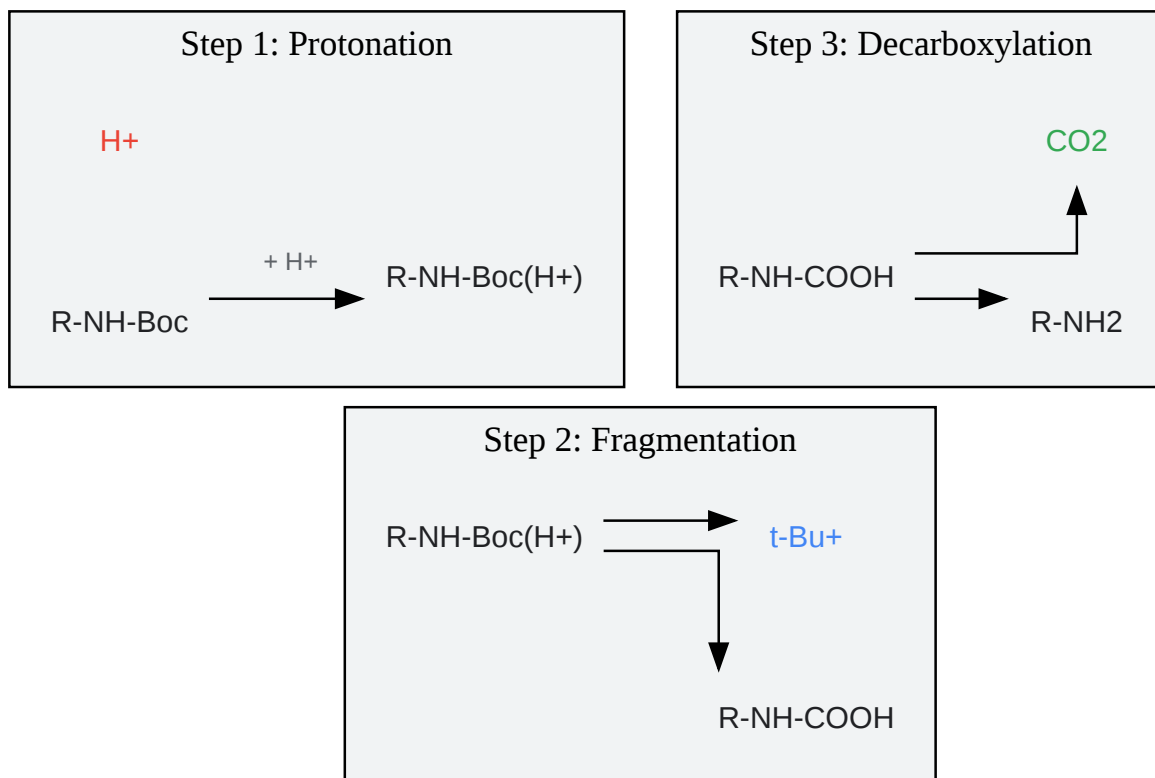 Step 1: Protonation
H+
+ H+
R-NH-Boc(H+)
R-NH-Boc
Step 3: Decarboxylation
CO2
R-NH-COOH
R-NH2
Step 2: Fragmentation
R-NH-Boc(H+)
t-Bu+
R-NH-COOH